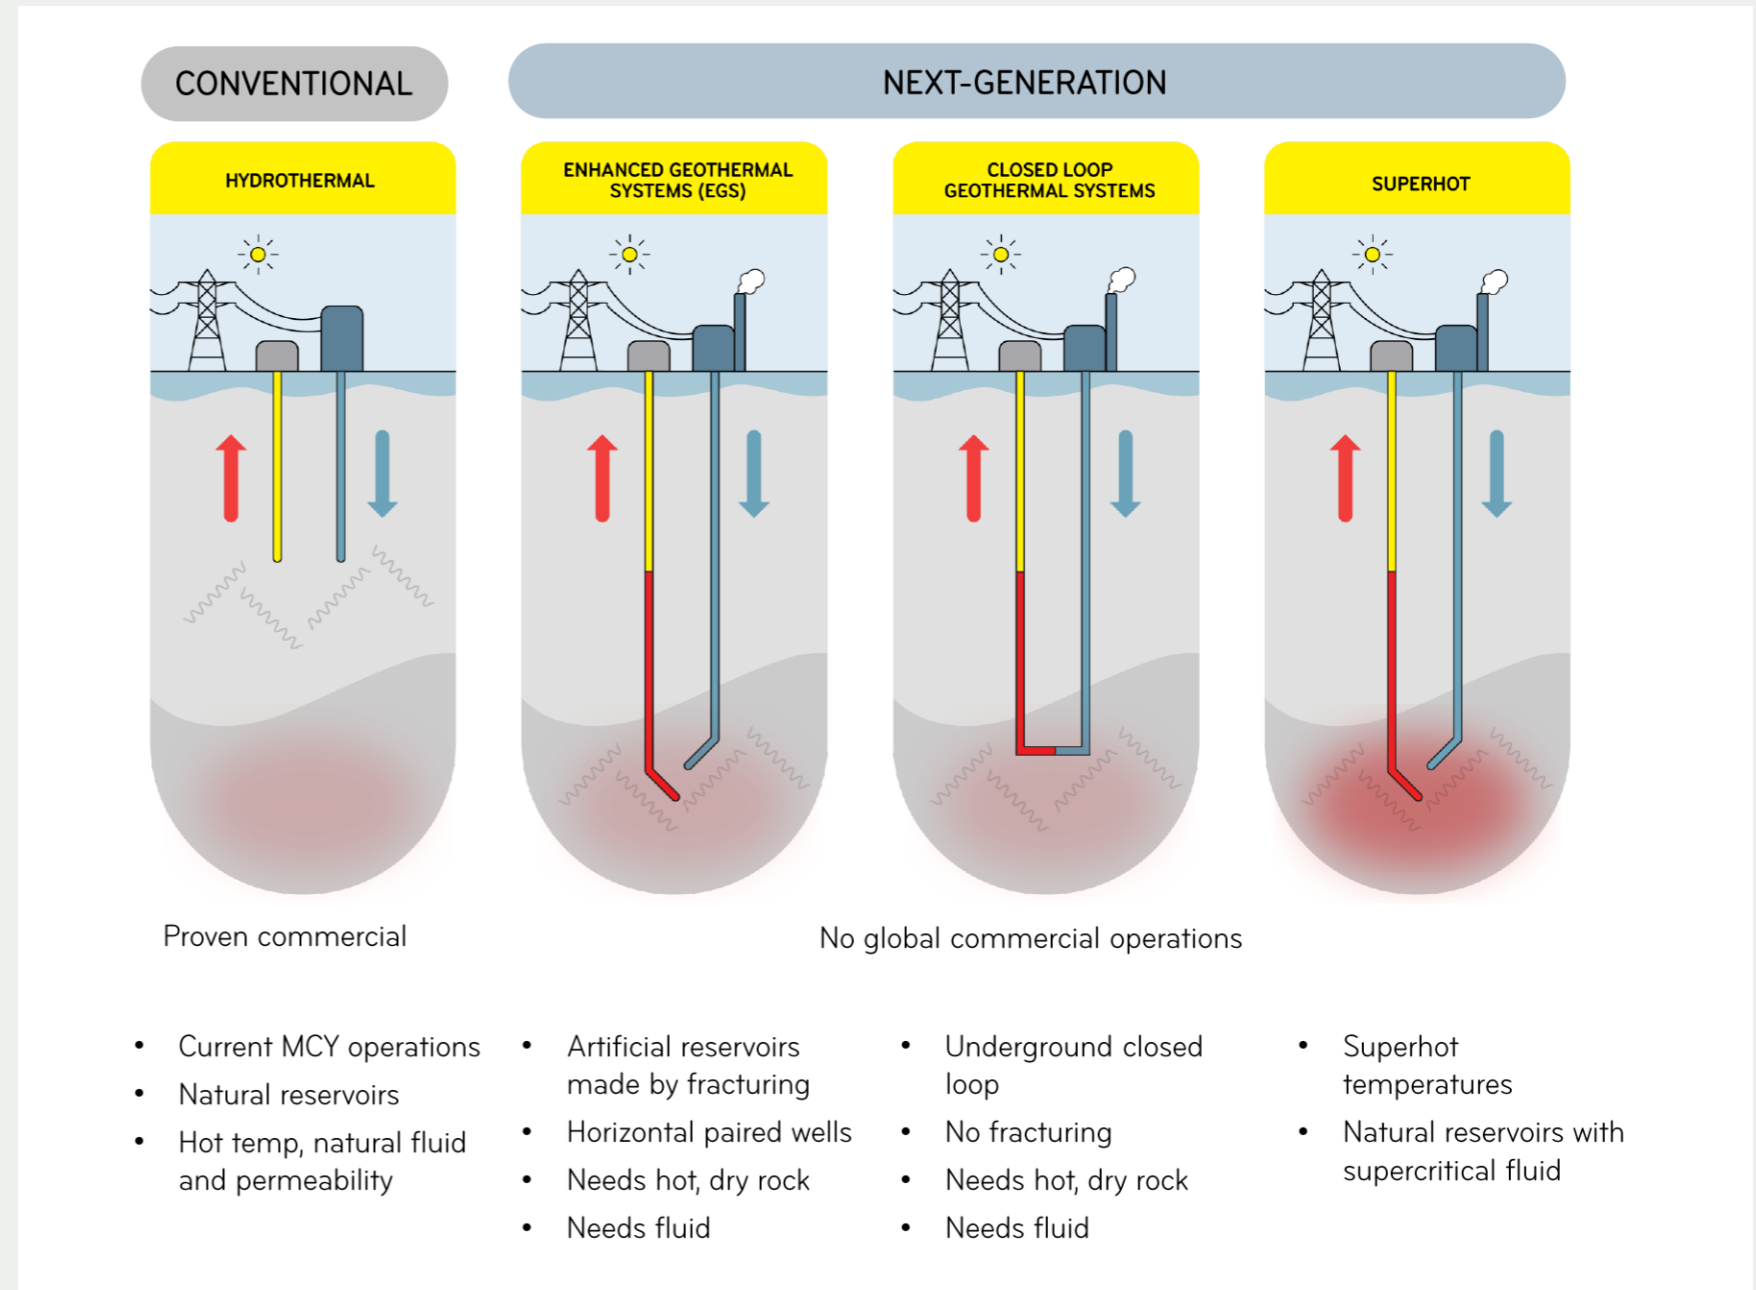 CONVENTIONAL
NEXT-GENERATION
HYDROTHERMAL
ENHANCED GEOTHERMAL
SYSTEMS (EGS)
CLOSED LOOP
GEOTHERMAL SYSTEMS
SUPERHOT
Proven commercial
No global commercial operations
• Current MCY operations
• Natural reservoirs
• Hot temp, natural fluid
and permeability
• Artificial reservoirs
made by fracturing
• Horizontal paired wells
• Needs hot, dry rock
• Needs fluid
• Underground closed
loop
• No fracturing
• Needs hot, dry rock
• Needs fluid
• Superhot
temperatures
• Natural reservoirs with
supercritical fluid